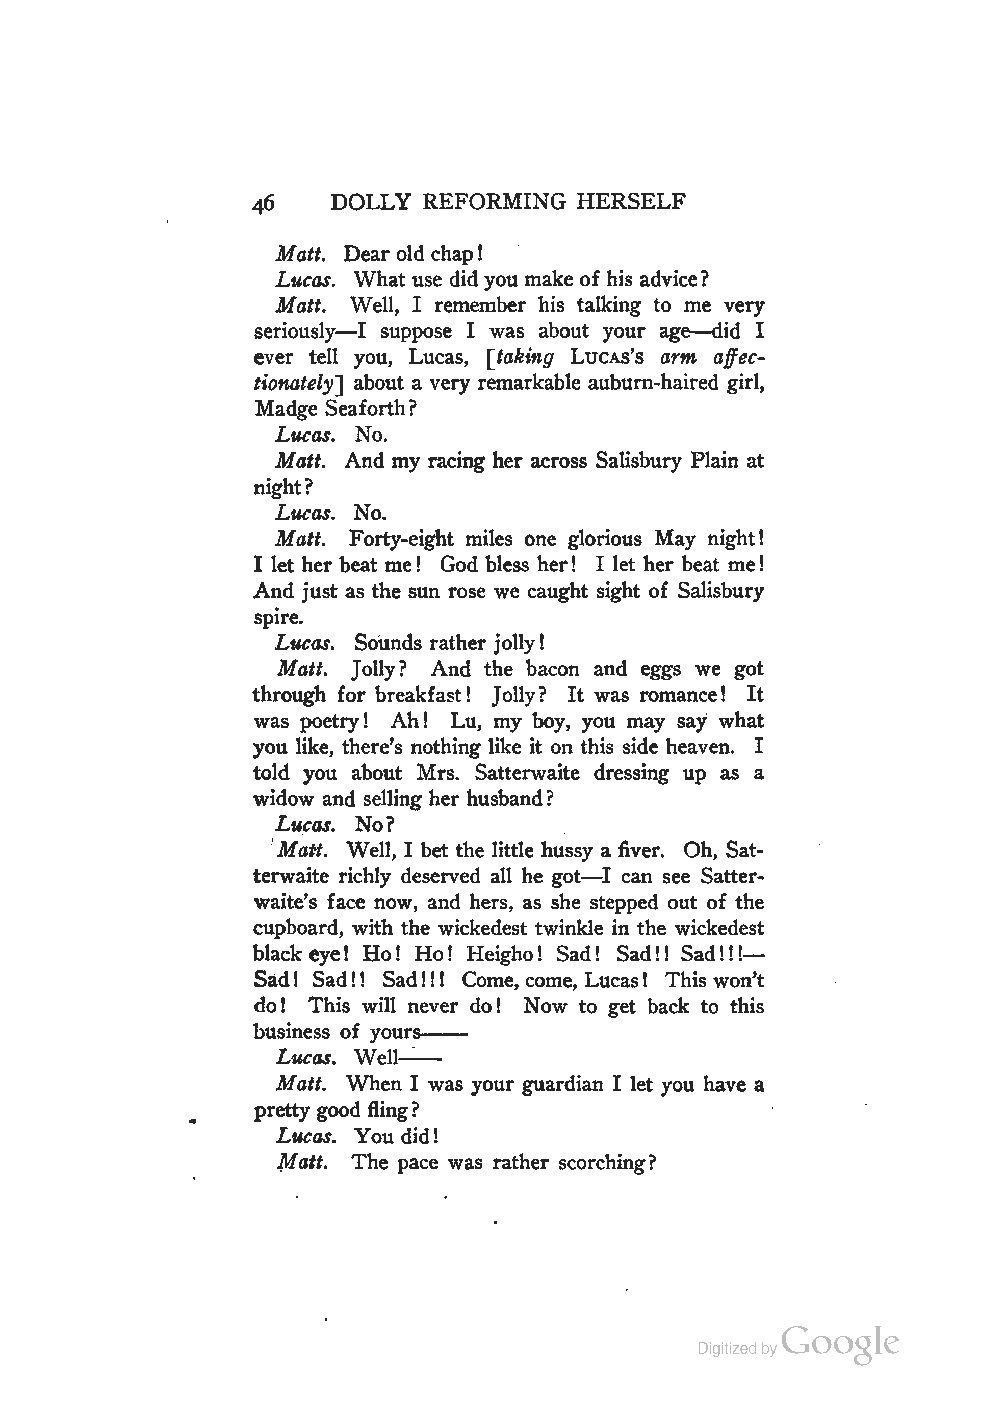 46 DOLLY REFORMING HERSELF
Matt. Dear old chap!
Lucas. What use did you make of his advice?
Matt. Well, I remember his talking to me very
seriously—I suppose I was about your age—did I
ever tell you, Lucas, [taking LUCAS'S arm affec-
tionately] about a very remarkable auburn-haired girl,
Madge Seaforth?
Lucas. No.
Matt. And my racing her across Salisbury Plain at
night?
Lucas. No.
Matt. Forty-eight miles one glorious May night!
I let her beat me! God bless her! I let her beat me!
And just as the sun rose we caught sight of Salisbury
spire.
Lucas. Sounds rather jolly!
Matt. Jolly? And the bacon and eggs we got
through for breakfast! Jolly? It was romance! It
was poetry! Ah! Lu, my boy, you may say what
you like, there's nothing like it on this side heaven. I
told you about Mrs. Satterwaite dressing up as a
widow and selling her husband?
Lucas. No?
Matt. Well, I bet the little hussy a fiver. Oh, Sat-
terwaite richly deserved all he got—I can see Satter-
waite's face now, and hers, as she stepped out of the
cupboard, with the wickedest twinkle in the wickedest
black eye! Ho! Ho! Heigho! Sad! Sad!! Sad!!!—
Sad! Sad!! Sad!!! Come, come, Lucas! This won't
do! This will never do! Now to get back to this
business of yours——
Lucas. Well——
Matt. When I was your guardian I let you have a
pretty good fling?
Lucas. You did!
Matt. The pace was rather scorching?
Digitized by Google